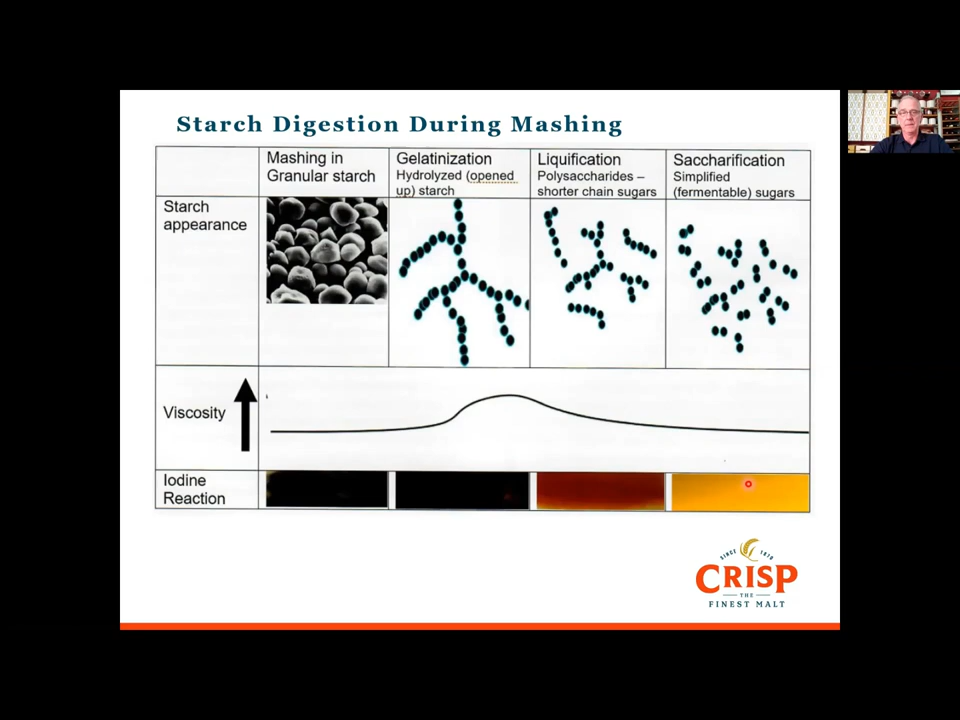 Starch Digestion During Mashing
Mashing in
Granular starch
Gelatinization
Hydrolyzed (opened
up) starch
Liquification
Polysaccharides –
shorter chain sugars
Saccharification
Simplified
(fermentable) sugars
Starch
appearance
Viscosity
Iodine
Reaction
SINCE 1870
CRISP
THE
FINEST MALT